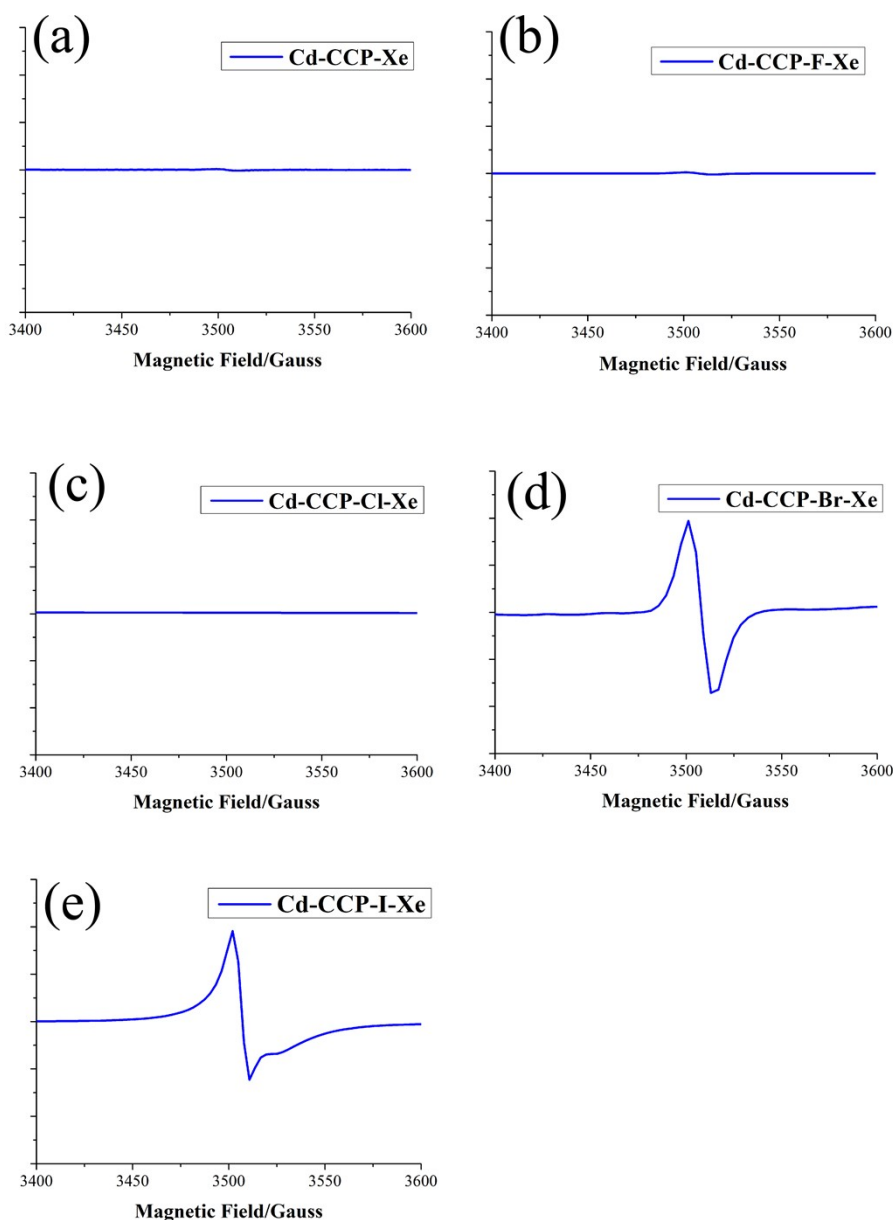 (a)
Cd-CCP-Xe
3400 3450 3500 3550 3600
Magnetic Field/Gauss
(b)
Cd-CCP-F-Xe
3400 3450 3500 3550 3600
Magnetic Field/Gauss
(c)
Cd-CCP-Cl-Xe
3400 3450 3500 3550 3600
Magnetic Field/Gauss
(d)
Cd-CCP-Br-Xe
3400 3450 3500 3550 3600
Magnetic Field/Gauss
(e)
Cd-CCP-I-Xe
3400 3450 3500 3550 3600
Magnetic Field/Gauss